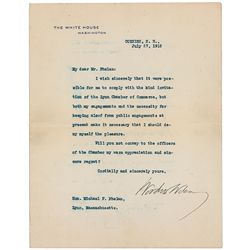 THE WHITE HOUSE
WASHINGTON
CORNISH, N. H.
July 27, 1915
My dear Mr. Phelan:
I wish sincerely that it were pos-
sible for me to comply with the kind invita-
tion of the Lynn Chamber of Commerce, but
both my engagements and the necessity for
keeping aloof from public engagements at
present make it necessary that I should de-
ny myself the pleasure.
Will you not convey to the officers
of the Chamber my warm appreciation and sin-
cere regret?
Cordially and sincerely yours,
Woodrow Wilson
Hon. Michael F. Phelan,
Lynn, Massachusetts.